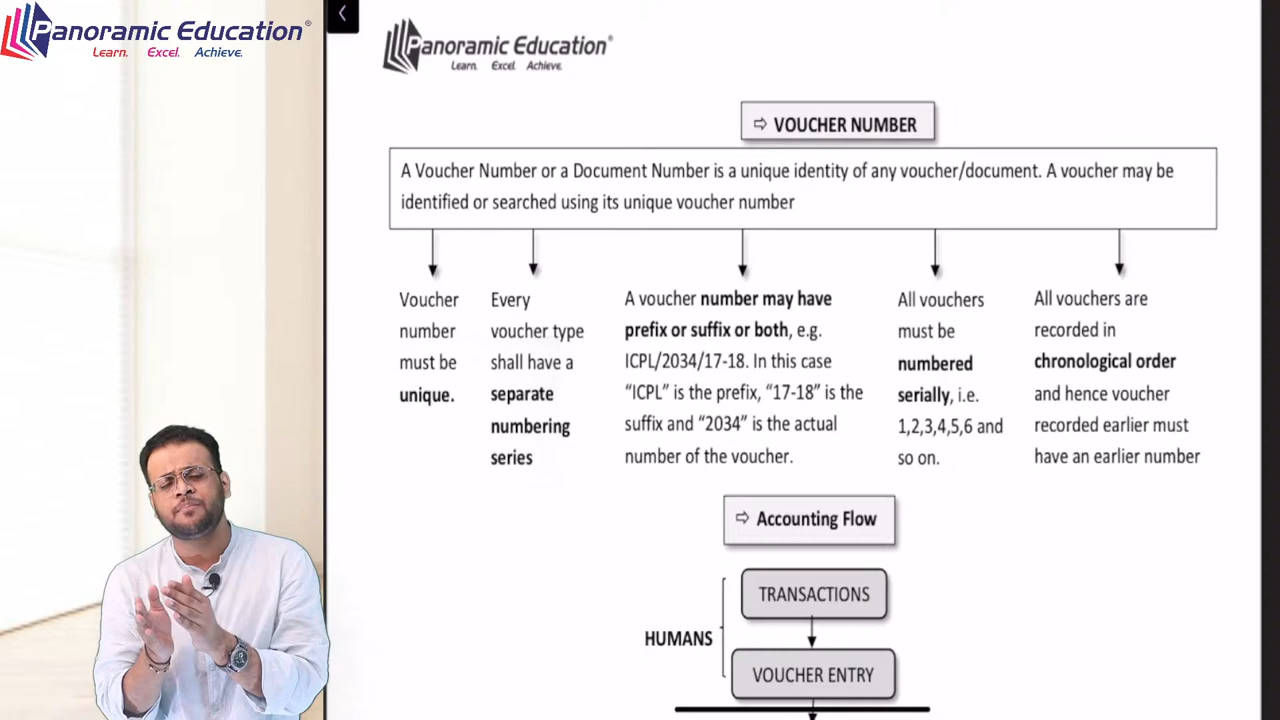 Panoramic Education®
Learn. Excel. Achieve.
Panoramic Education®
Learn. Excel. Achieve.
⇨ VOUCHER NUMBER
A Voucher Number or a Document Number is a unique identity of any voucher/document. A voucher may be
identified or searched using its unique voucher number
Voucher
number
must be
unique.
Every
voucher type
shall have a
separate
numbering
series
A voucher number may have
prefix or suffix or both, e.g.
ICPL/2034/17-18. In this case
“ICPL” is the prefix, “17-18” is the
suffix and “2034” is the actual
number of the voucher.
All vouchers
must be
numbered
serially, i.e.
1,2,3,4,5,6 and
so on.
All vouchers are
recorded in
chronological order
and hence voucher
recorded earlier must
have an earlier number
⇨ Accounting Flow
TRANSACTIONS
HUMANS
VOUCHER ENTRY